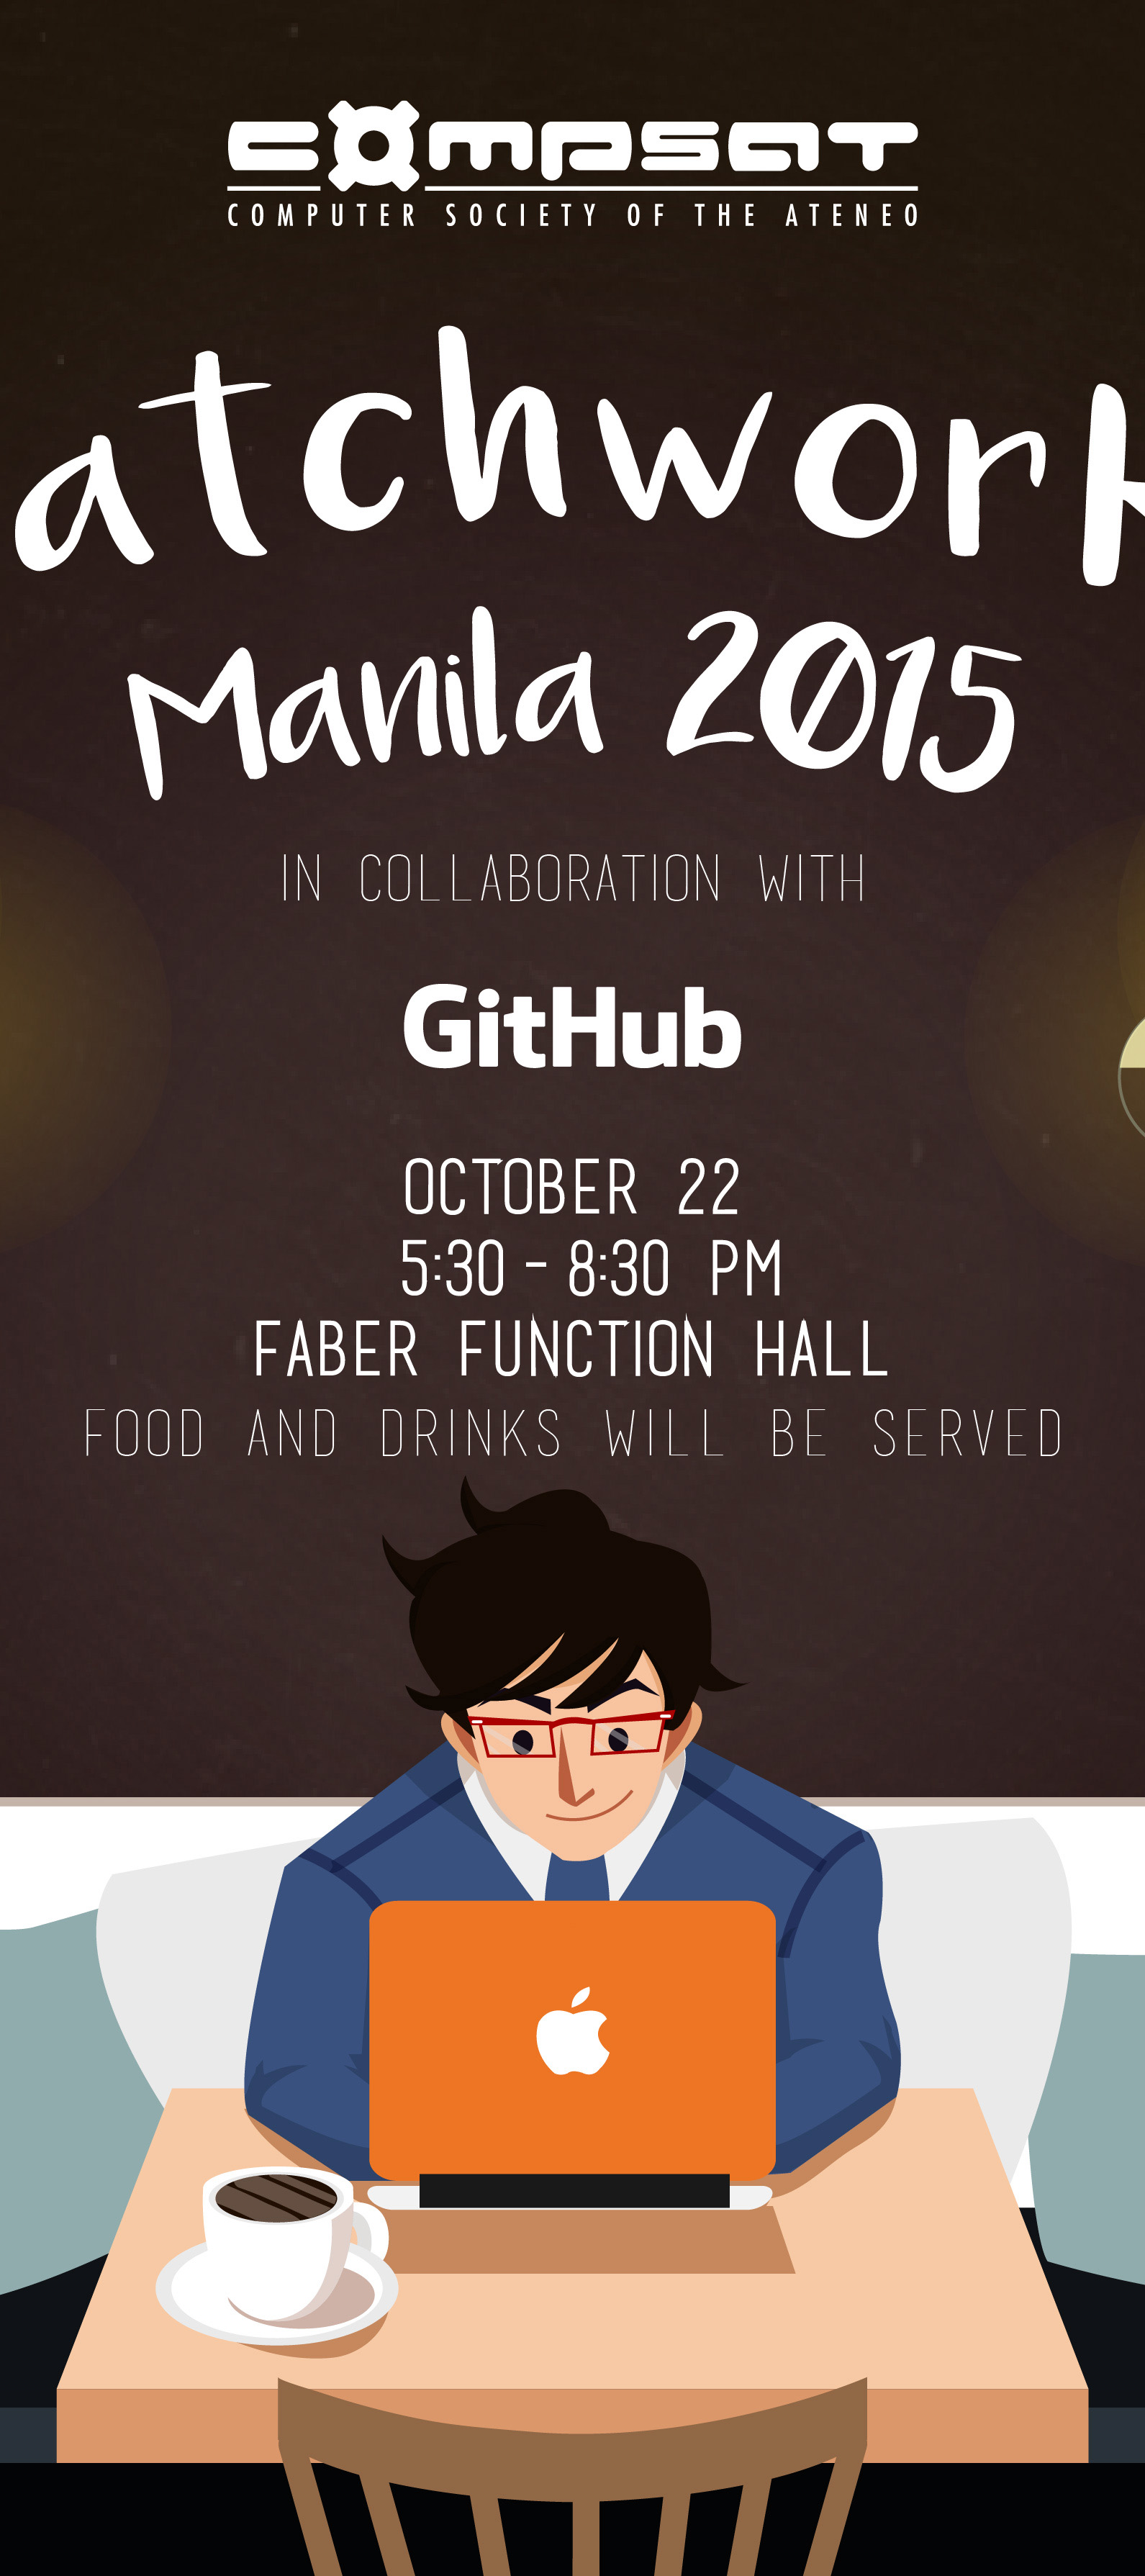 compsat
COMPUTER SOCIETY OF THE ATENEO
atchwork
Manila 2015
IN COLLABORATION WITH
GitHub
OCTOBER 22
5:30 - 8:30 PM
FABER FUNCTION HALL
FOOD AND DRINKS WILL BE SERVED